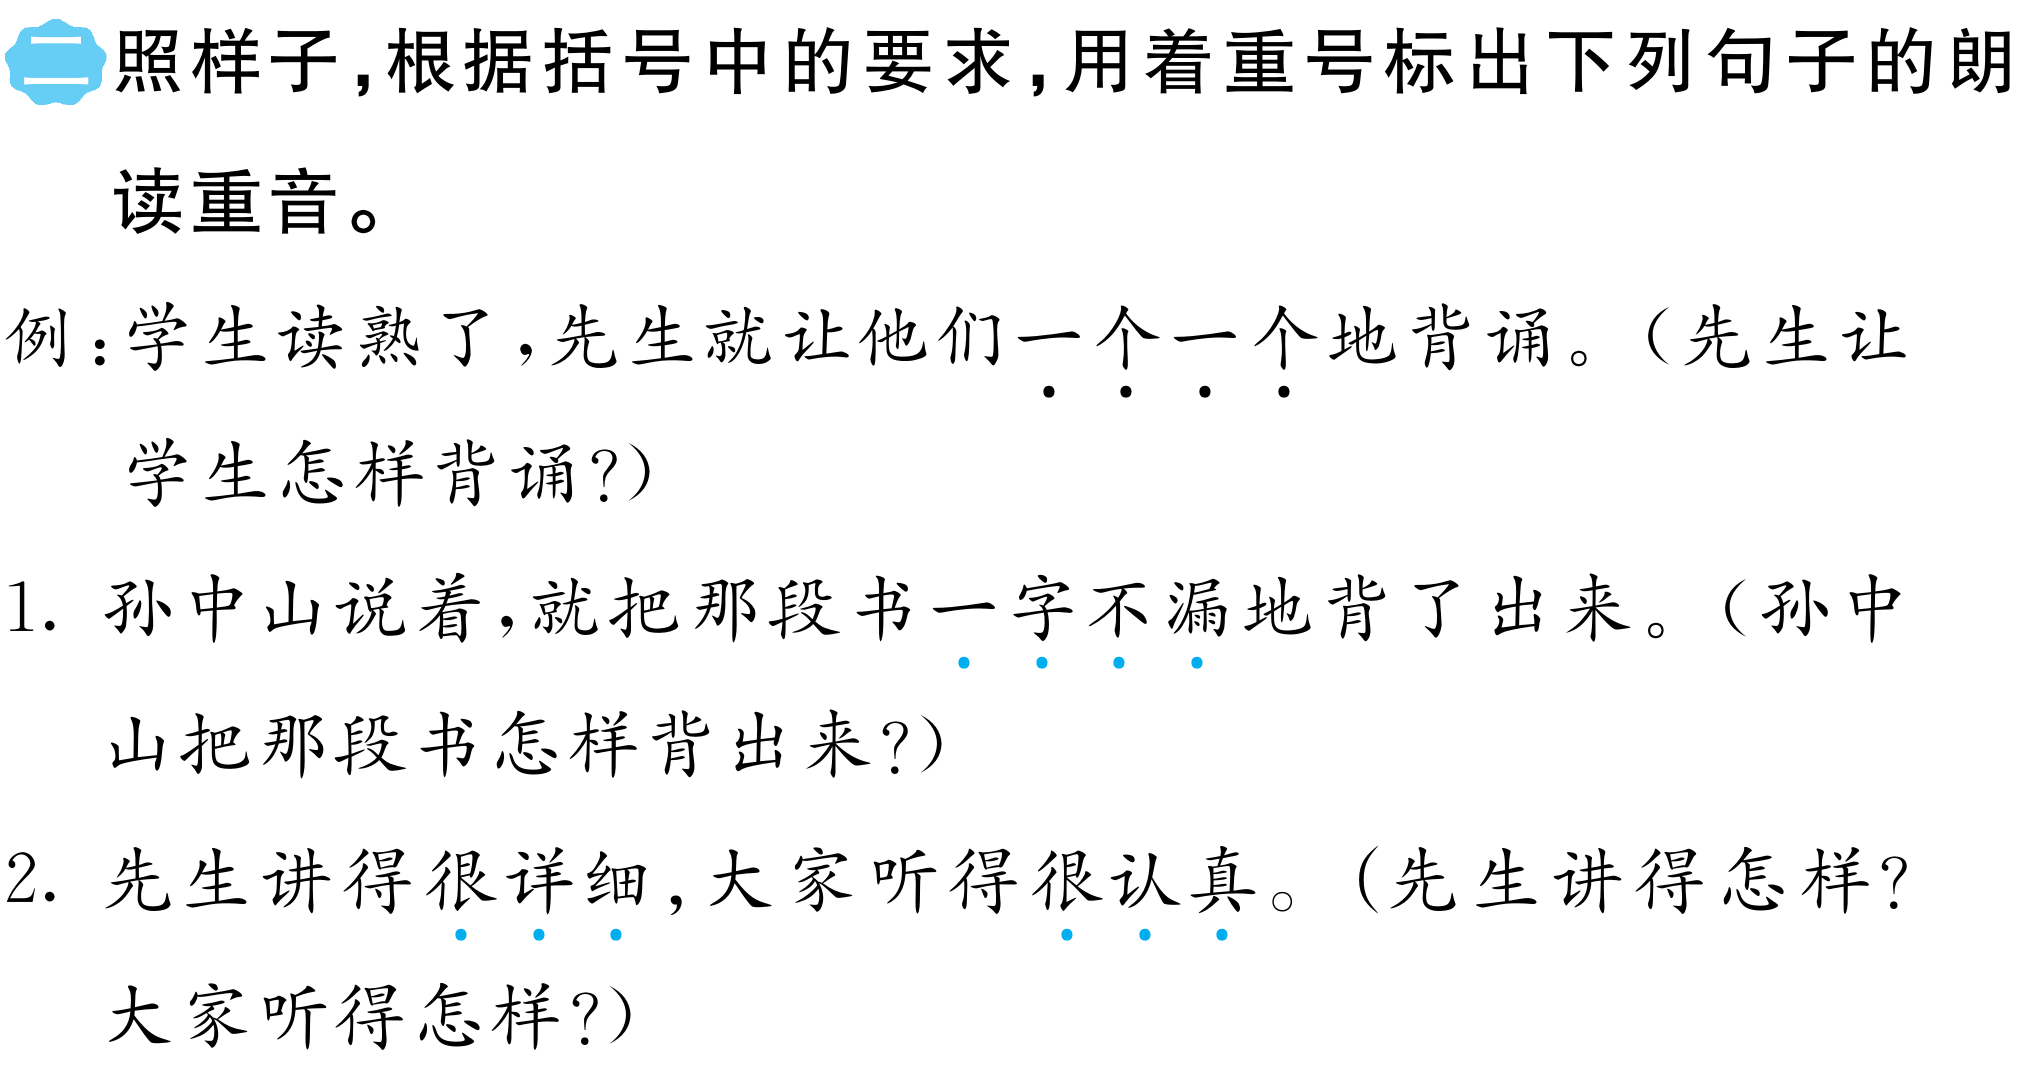 二 照样子,根据括号中的要求,用着重号标出下列句子的朗
读重音。
例:学生读熟了,先生就让他们一个一个地背诵。(先生让
学生怎样背诵?)
1. 孙中山说着,就把那段书一字不漏地背了出来。(孙中
山把那段书怎样背出来?)
2. 先生讲得很详细,大家听得很认真。(先生讲得怎样?
大家听得怎样?)